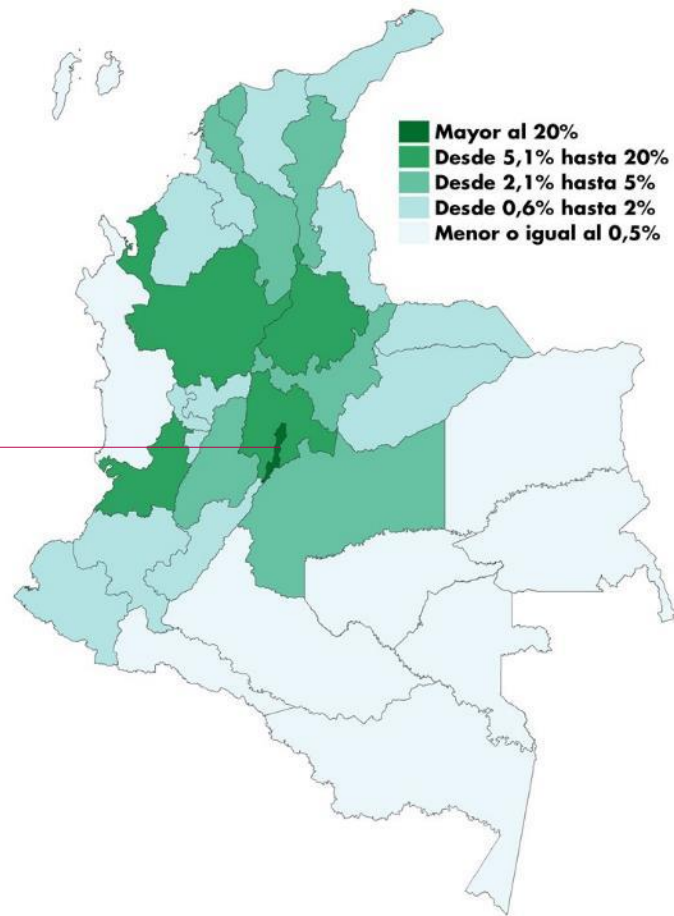 Mayor al 20%
Desde 5,1% hasta 20%
Desde 2,1% hasta 5%
Desde 0,6% hasta 2%
Menor o igual al 0,5%